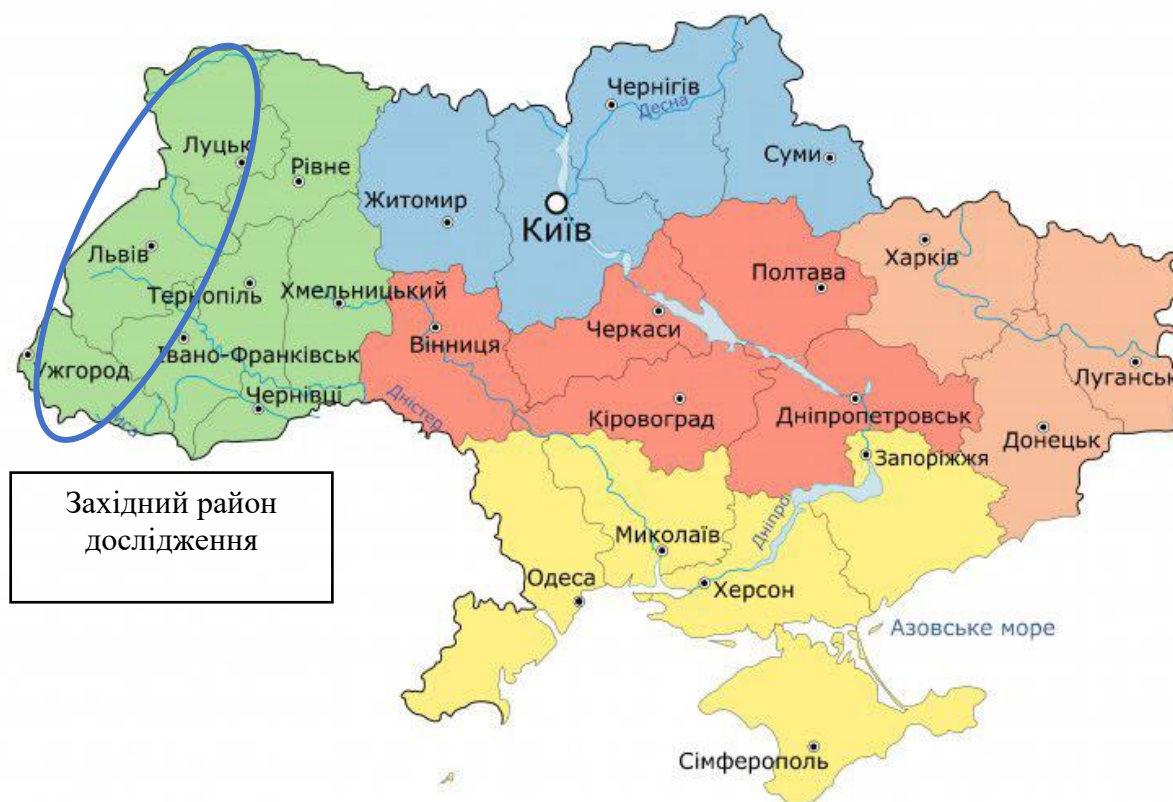 Чернігів
Десна
Луцьк
Рівне
Суми
Житомир
Київ
Львів
Харків
Полтава
Тернопіль
Хмельницький
Черкаси
Вінниця
Івано-Франківськ
Ужгород
Луганськ
Чернівці
Дністер
Кіровоград
Дніпропетровськ
Донецьк
Запоріжжя
Західний район
дослідження
Миколаїв
Дніпро
Одеса
Херсон
Азовське море
Сімферополь